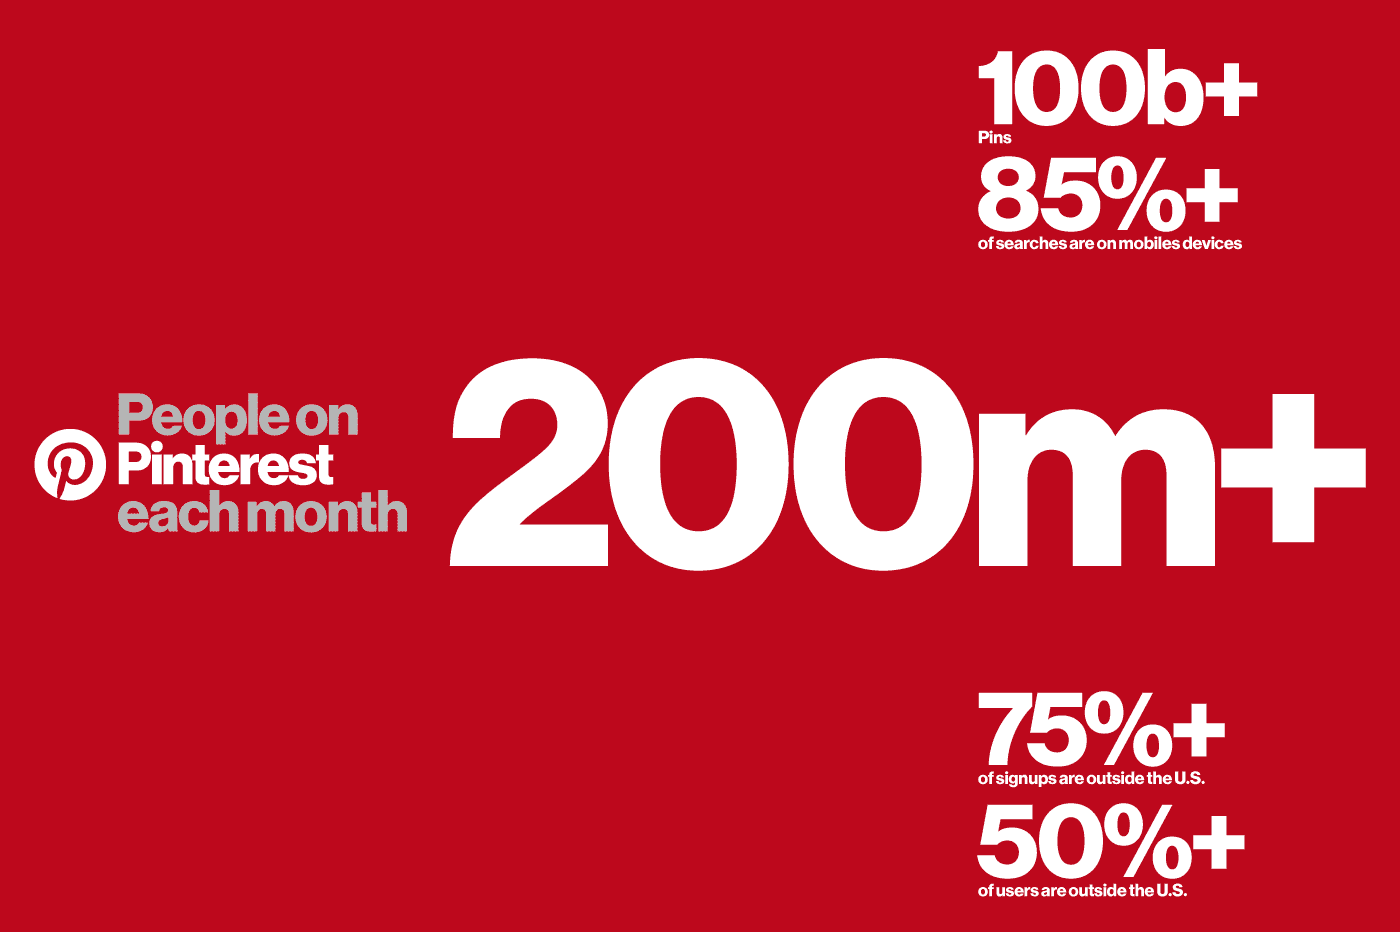 100b+
Pins
85%+
of searches are on mobiles devices
People on
Pinterest
each month
200m+
75%+
of signups are outside the U.S.
50%+
of users are outside the U.S.